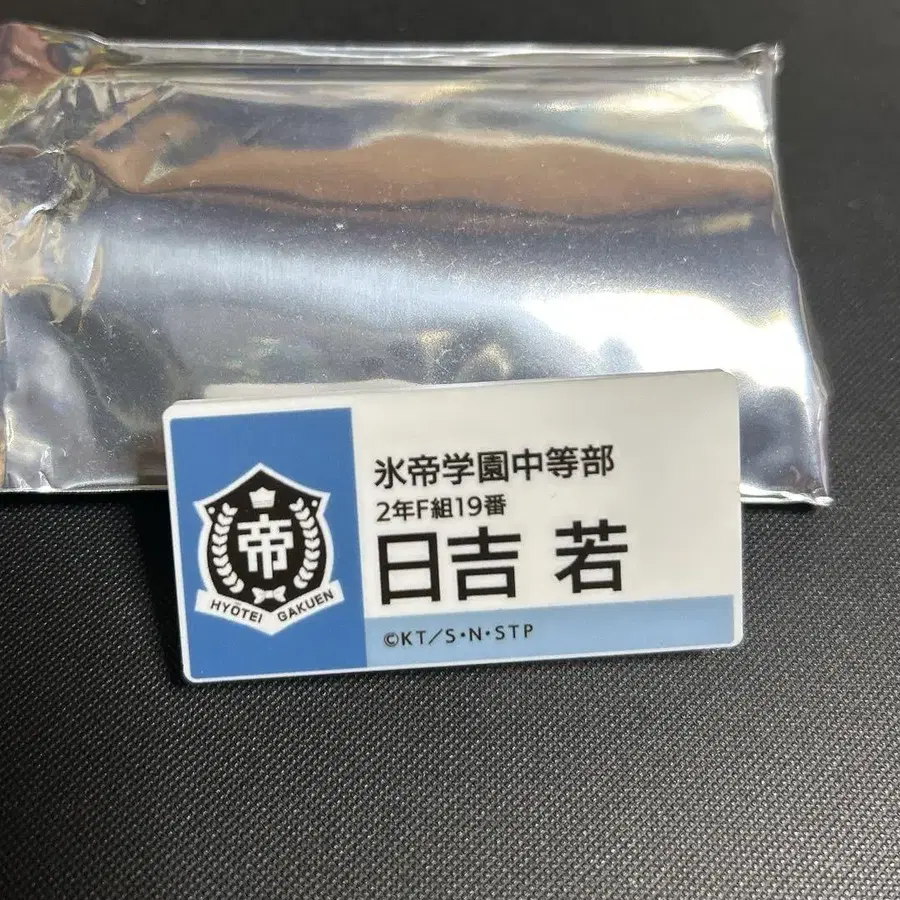 帝
HYŌTEI GAKUEN
氷帝学園中等部
2年F組19番
日吉 若
©KT/S・N・STP